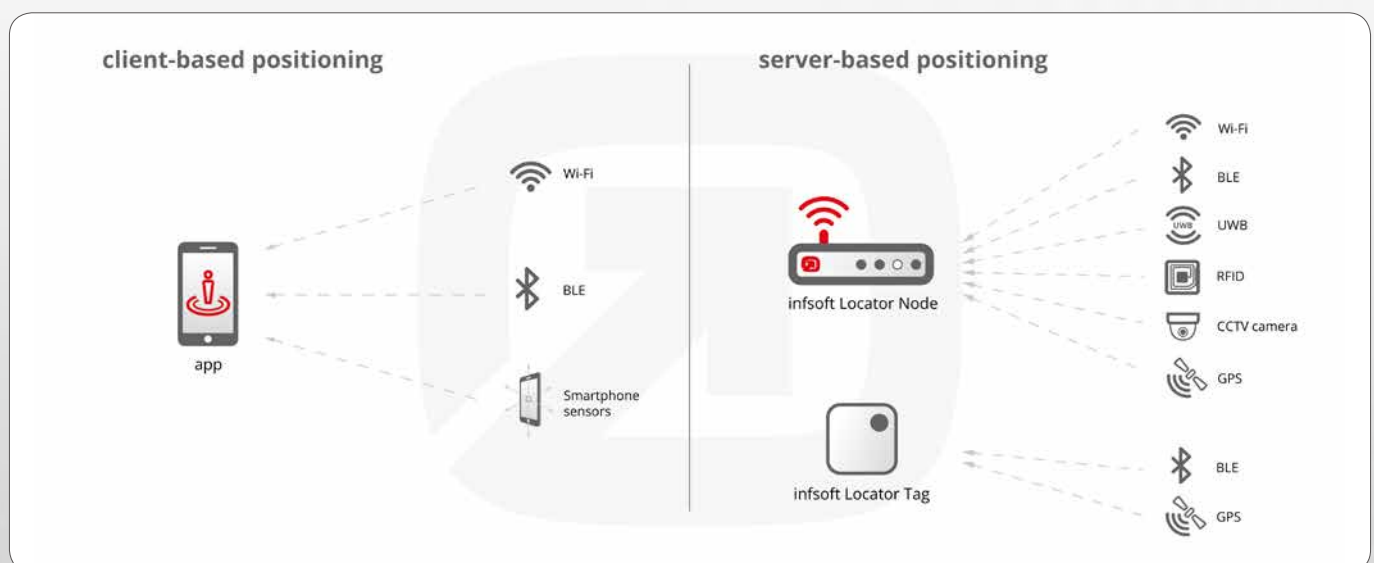 client-based positioning
Wi-Fi
BLE
Smartphone
sensors
app
server-based positioning
infsoft Locator Node
Wi-Fi
BLE
UWB
UWB
RFID
CCTV camera
GPS
infsoft Locator Tag
BLE
GPS